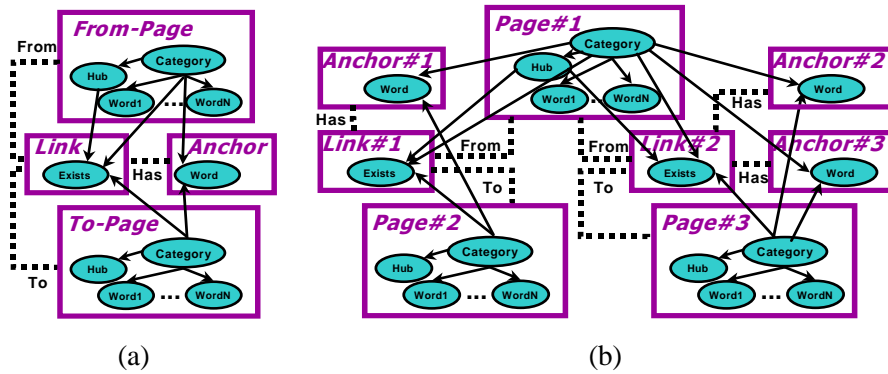 From-Page
From
Category
Hub
Word1 ... WordN
Link
Anchor
Exists
Has
Word
To-Page
Category
To
Hub
Word1 ... WordN
(a)
Page#1
Anchor#1
Category
Anchor#2
Hub
Word
Word
Word1 ... WordN
Has
Has
Link#1
From
From
Link#2
Anchor#3
Exists
To
To
Exists
Has
Word
Page#2
Page#3
Category
Category
Hub
Hub
Word1 ... WordN
Word1 ... WordN
(b)